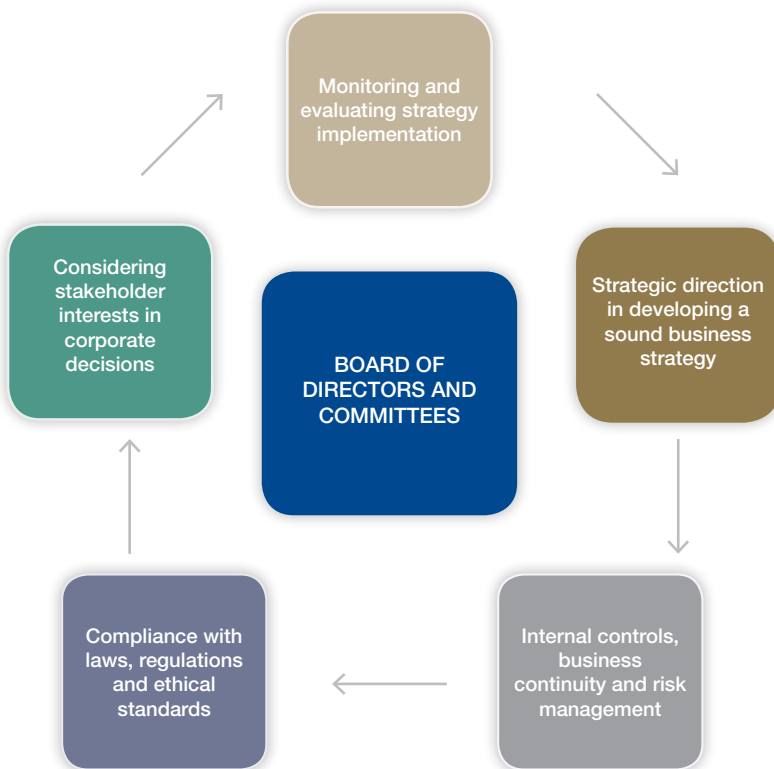 Monitoring and
evaluating strategy
implementation
Strategic direction
in developing a
sound business
strategy
Internal controls,
business
continuity and risk
management
Compliance with
laws, regulations
and ethical
standards
Considering
stakeholder
interests in
corporate
decisions
BOARD OF
DIRECTORS AND
COMMITTEES